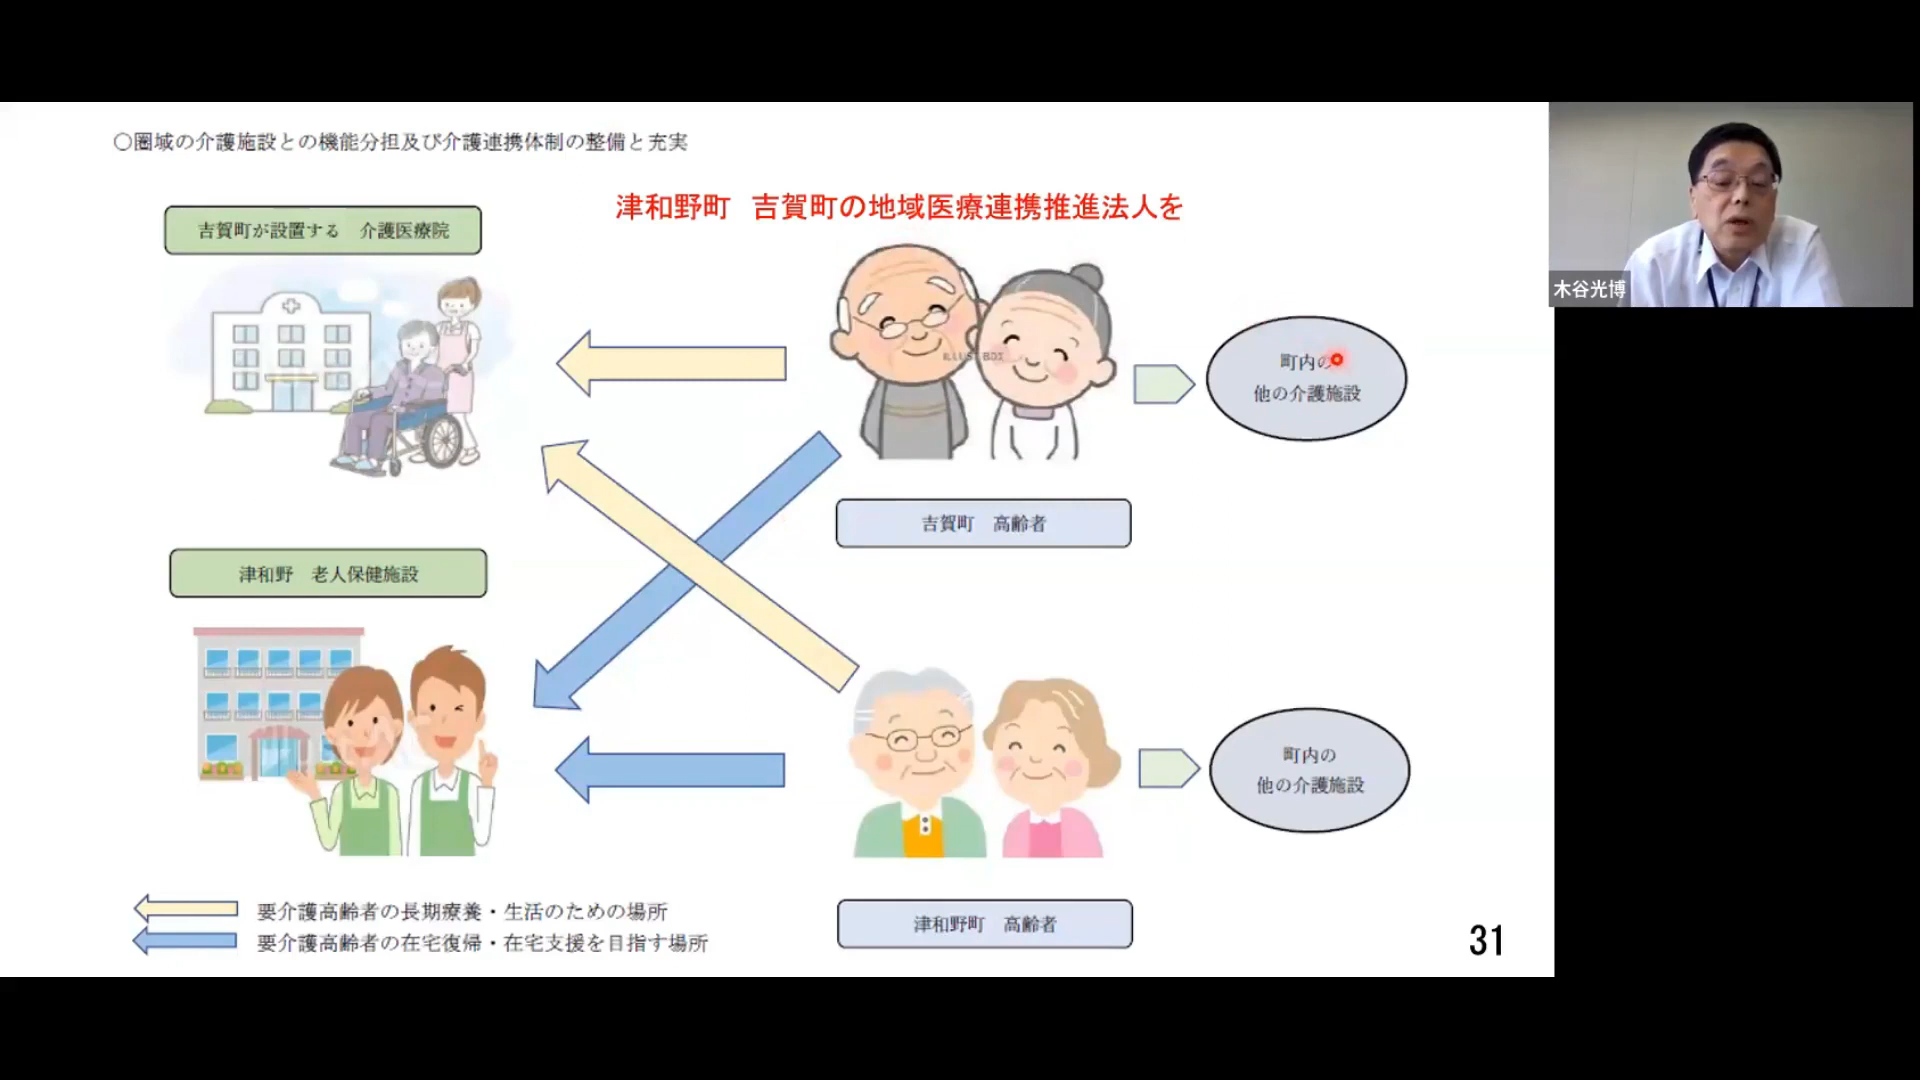 〇圏域の介護施設との機能分担及び介護連携体制の整備と充実
津和野町　吉賀町の地域医療連携推進法人を
吉賀町が設置する　介護医療院
木谷光博
ILLUST BOX
町内の
他の介護施設
吉賀町　高齢者
津和野　老人保健施設
町内の
他の介護施設
要介護高齢者の長期療養・生活のための場所
要介護高齢者の在宅復帰・在宅支援を目指す場所
津和野町　高齢者
31